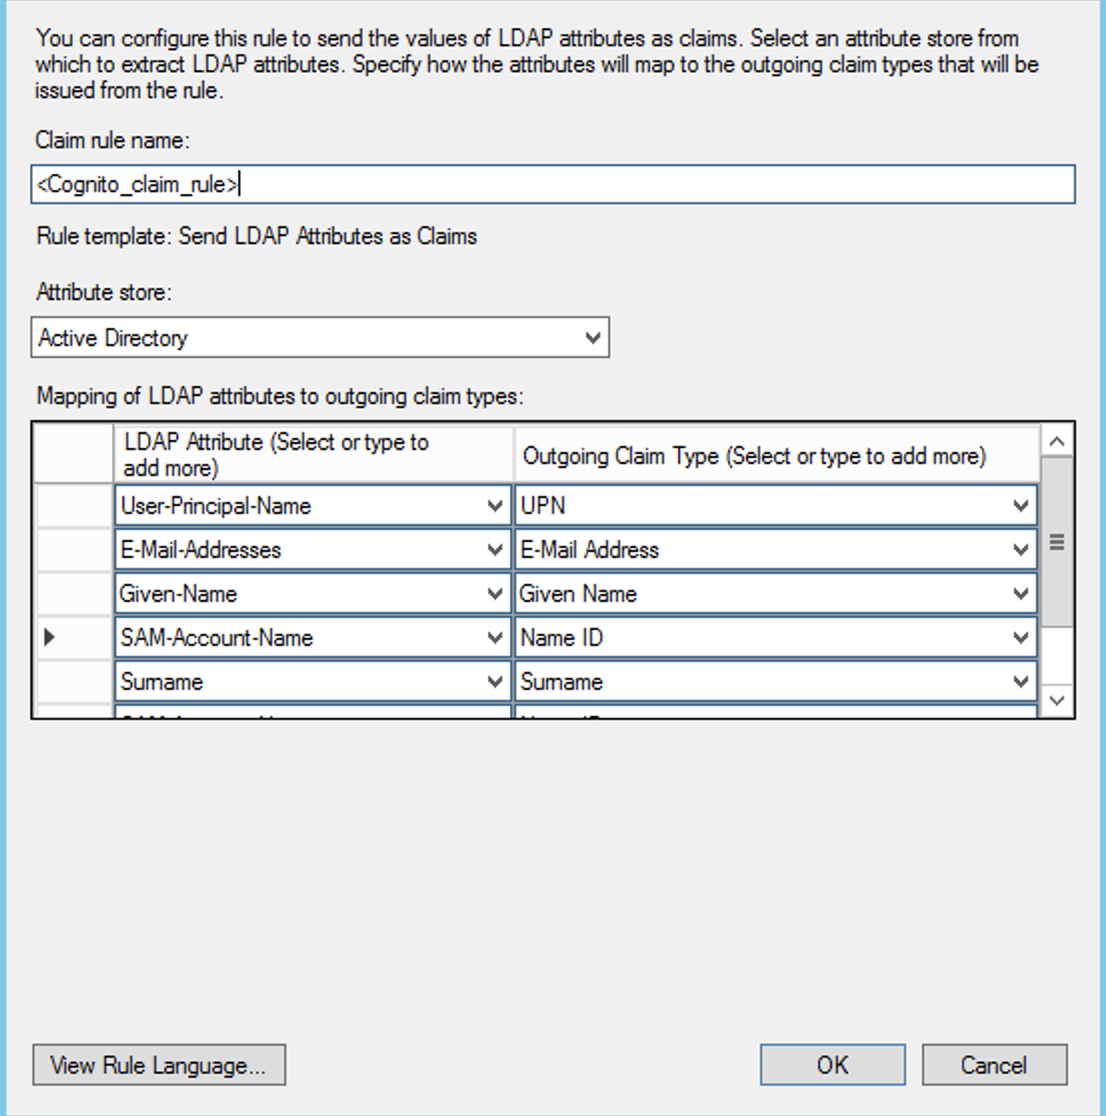 You can configure this rule to send the values of LDAP attributes as claims. Select an attribute store from
which to extract LDAP attributes. Specify how the attributes will map to the outgoing claim types that will be
issued from the rule.
Claim rule name:
<Cognito_claim_rule>
Rule template: Send LDAP Attributes as Claims
Attribute store:
Active Directory
Mapping of LDAP attributes to outgoing claim types:
LDAP Attribute (Select or type to
add more)
Outgoing Claim Type (Select or type to add more)
User-Principal-Name UPN
E-Mail-Addresses E-Mail Address
Given-Name Given Name
SAM-Account-Name Name ID
Surname Surname
View Rule Language... OK Cancel